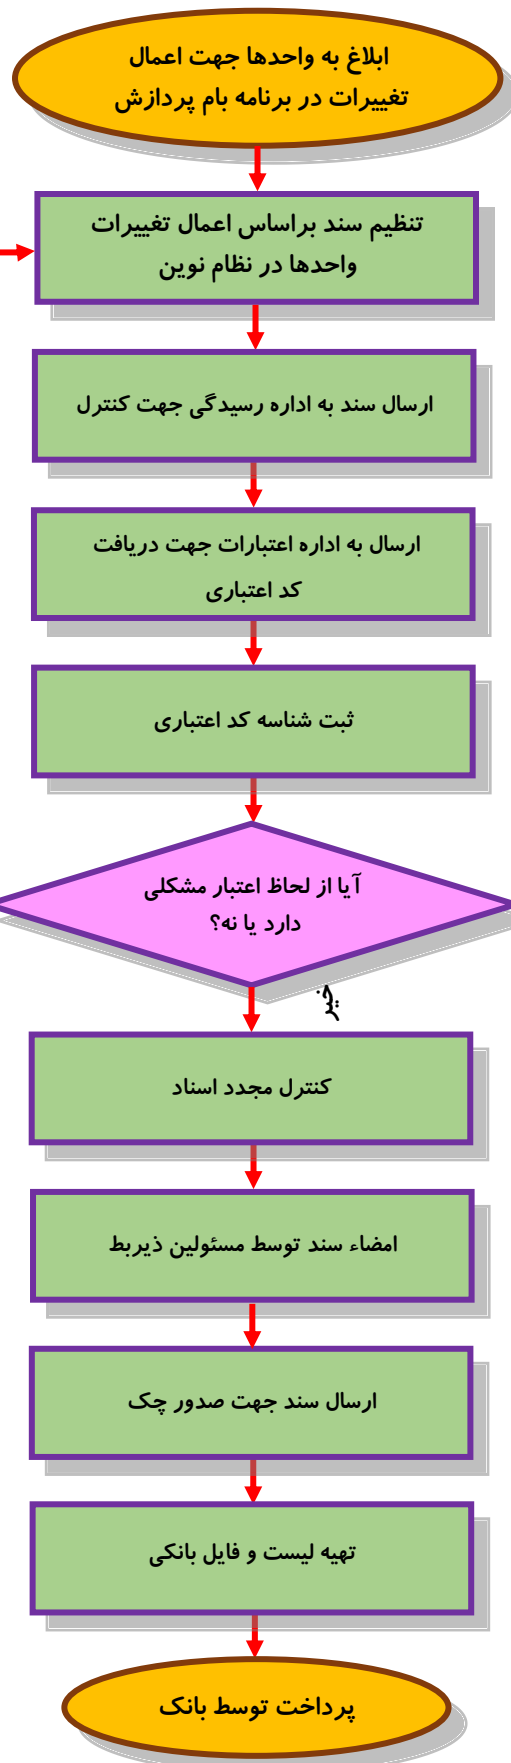 ابلاغ به واحدها جهت اعمال
تغییرات در برنامه بام پردازش
تنظیم سند براساس اعمال تغییرات
واحدها در نظام نوین
ارسال سند به اداره رسیدگی جهت کنترل
ارسال به اداره اعتبارات جهت دریافت
کد اعتباری
ثبت شناسه کد اعتباری
آیا از لحاظ اعتبار مشکلی
دارد یا نه؟
خیر
کنترل مجدد اسناد
امضاء سند توسط مسئولین ذیربط
ارسال سند جهت صدور چک
تهیه لیست و فایل بانکی
پرداخت توسط بانک